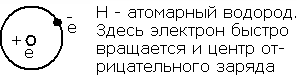 - e
+ e
H - атомарный водород.
Здесь электрон быстро
вращается и центр от-
рицательного заряда